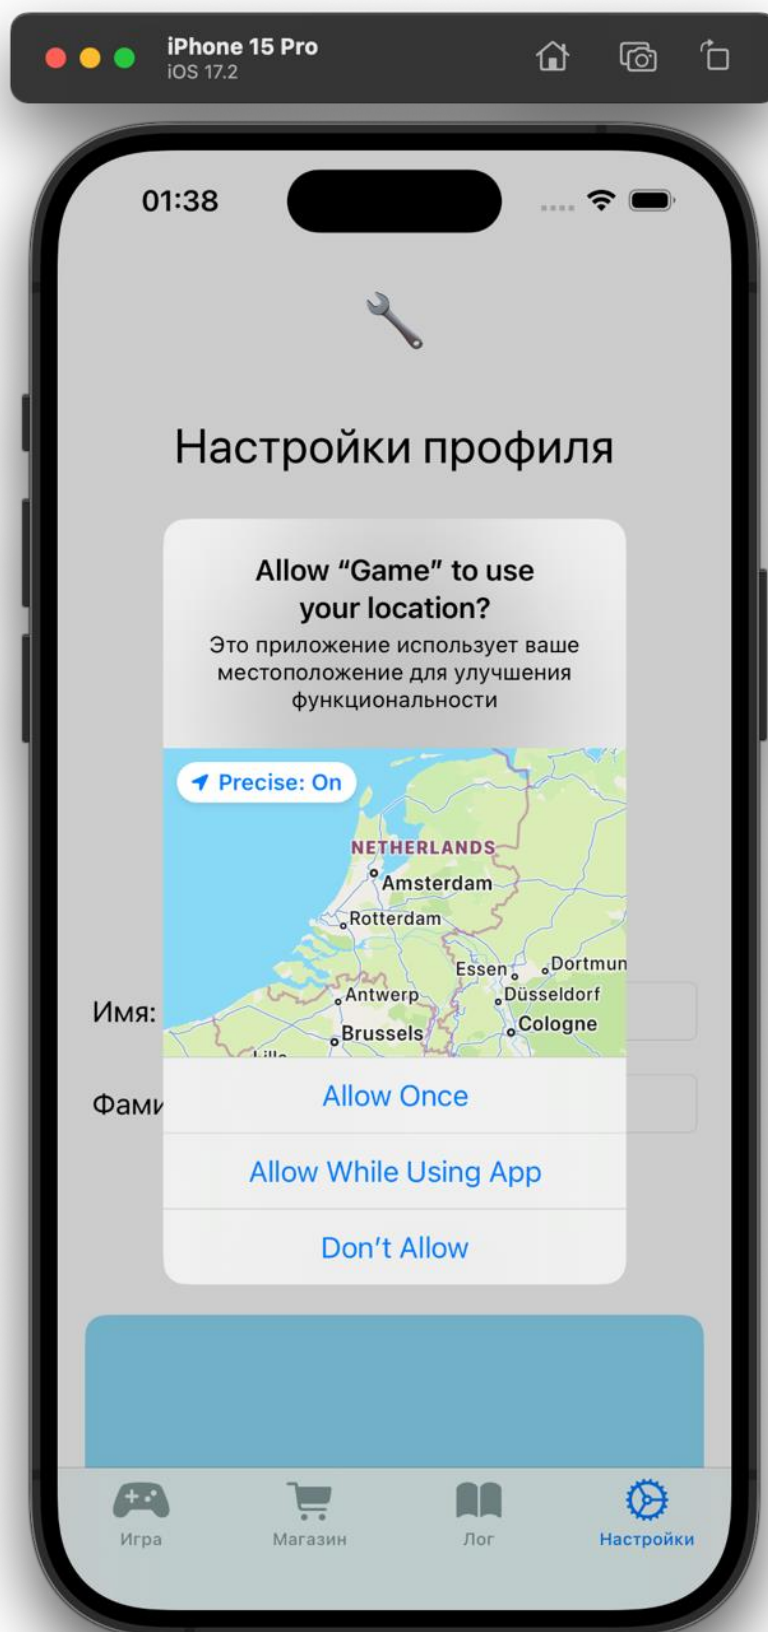 iPhone 15 Pro
iOS 17.2
01:38
Настройки профиля
Allow “Game” to use
your location?
Это приложение использует ваше
местоположение для улучшения
функциональности
Precise: On
NETHERLANDS
Amsterdam
Rotterdam
Essen
Dortmun
Antwerp
Düsseldorf
Имя:
Brussels
Cologne
Фами
Allow Once
Allow While Using App
Don’t Allow
Игра
Магазин
Лог
Настройки